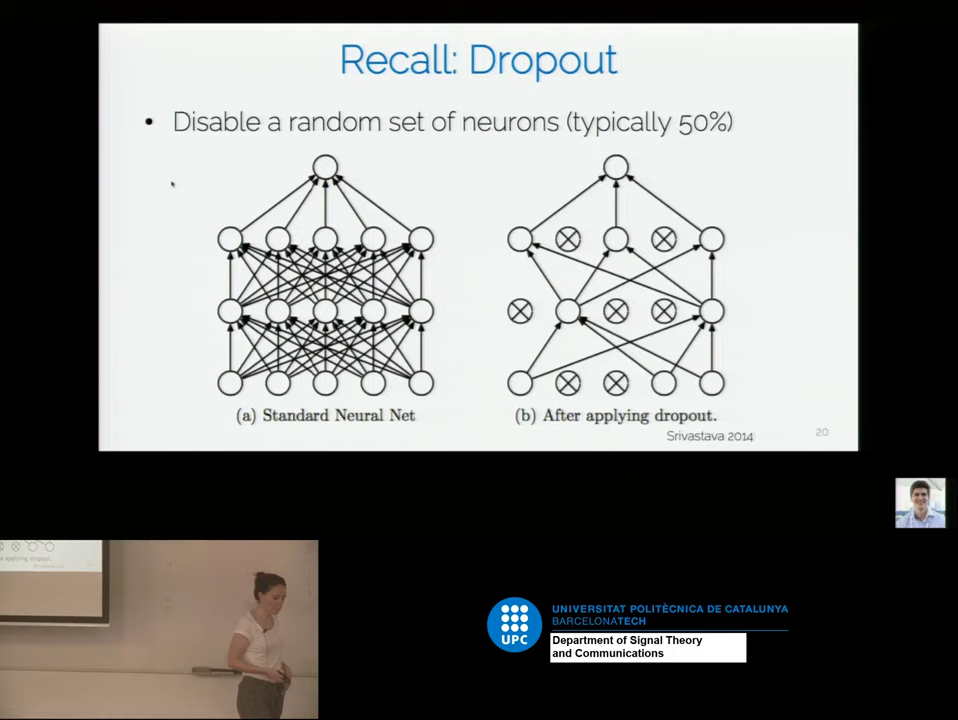 Recall: Dropout
• Disable a random set of neurons (typically 50%)
(a) Standard Neural Net
(b) After applying dropout.
Srivastava 2014
20
UNIVERSITAT POLITÈCNICA DE CATALUNYA
BARCELONATECH
UPC
Department of Signal Theory
and Communications